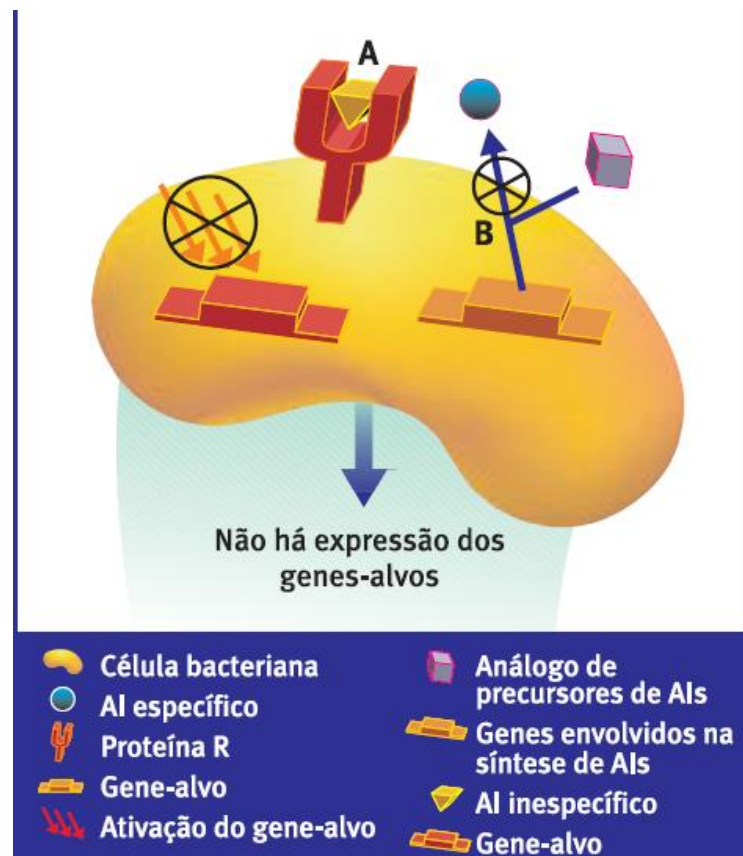 A
B
Não há expressão dos
genes-alvos
Célula bacteriana
AI específico
Proteína R
Gene-alvo
Ativação do gene-alvo
Análogo de
precursores de AIs
Genes envolvidos na
síntese de AIs
AI inespecífico
Gene-alvo